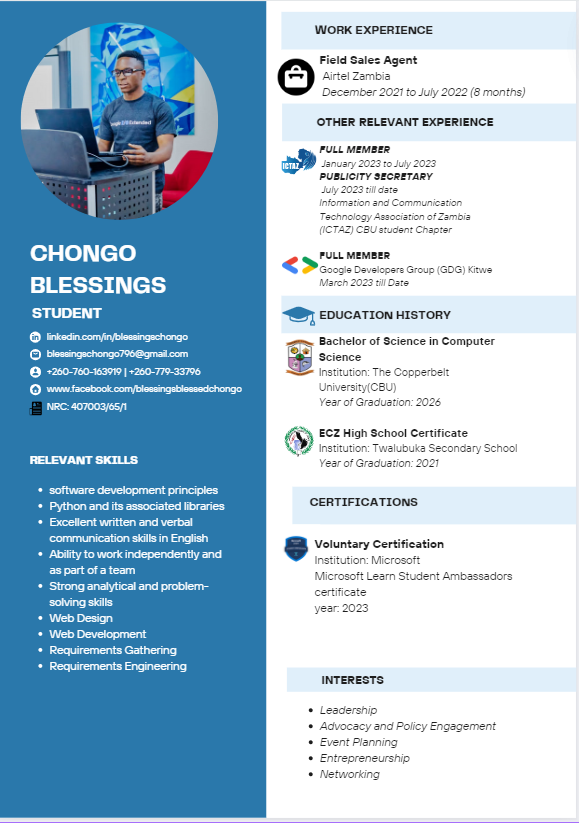 CHONGO
BLESSINGS
STUDENT
linkedin.com/in/blessingschongo
blessingschongo796@gmail.com
+260-760-163919 | +260-779-33796
www.facebook.com/blessingsblessedchongo
NRC: 407003/65/1
RELEVANT SKILLS
• software development principles
• Python and its associated libraries
• Excellent written and verbal
communication skills in English
• Ability to work independently and
as part of a team
• Strong analytical and problem-
solving skills
• Web Design
• Web Development
• Requirements Gathering
• Requirements Engineering
WORK EXPERIENCE
Field Sales Agent
Airtel Zambia
December 2021 to July 2022 (8 months)
OTHER RELEVANT EXPERIENCE
ICTAZ
FULL MEMBER
January 2023 to July 2023
PUBLICITY SECRETARY
July 2023 till date
Information and Communication
Technology Association of Zambia
(ICTAZ) CBU student Chapter
FULL MEMBER
Google Developers Group (GDG) Kitwe
March 2023 till Date
EDUCATION HISTORY
Bachelor of Science in Computer
Science
Institution: The Copperbelt
University(CBU)
Year of Graduation: 2026
ECZ High School Certificate
Institution: Twalubuka Secondary School
Year of Graduation: 2021
CERTIFICATIONS
Voluntary Certification
Institution: Microsoft
Microsoft Learn Student Ambassadors
certificate
year: 2023
INTERESTS
• Leadership
• Advocacy and Policy Engagement
• Event Planning
• Entrepreneurship
• Networking